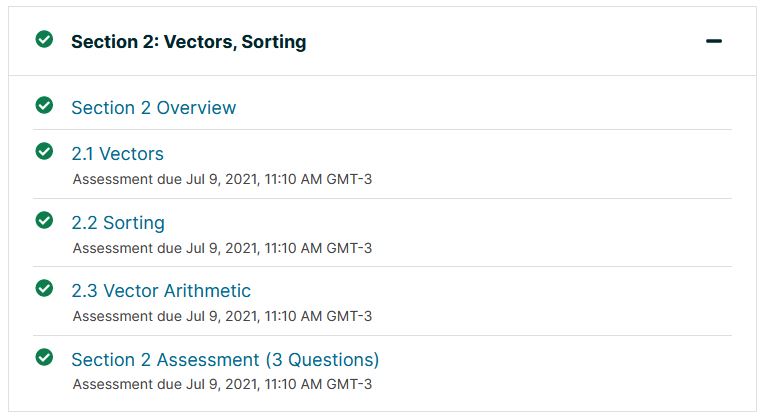 Section 2: Vectors, Sorting
Section 2 Overview
2.1 Vectors
Assessment due Jul 9, 2021, 11:10 AM GMT-3
2.2 Sorting
Assessment due Jul 9, 2021, 11:10 AM GMT-3
2.3 Vector Arithmetic
Assessment due Jul 9, 2021, 11:10 AM GMT-3
Section 2 Assessment (3 Questions)
Assessment due Jul 9, 2021, 11:10 AM GMT-3